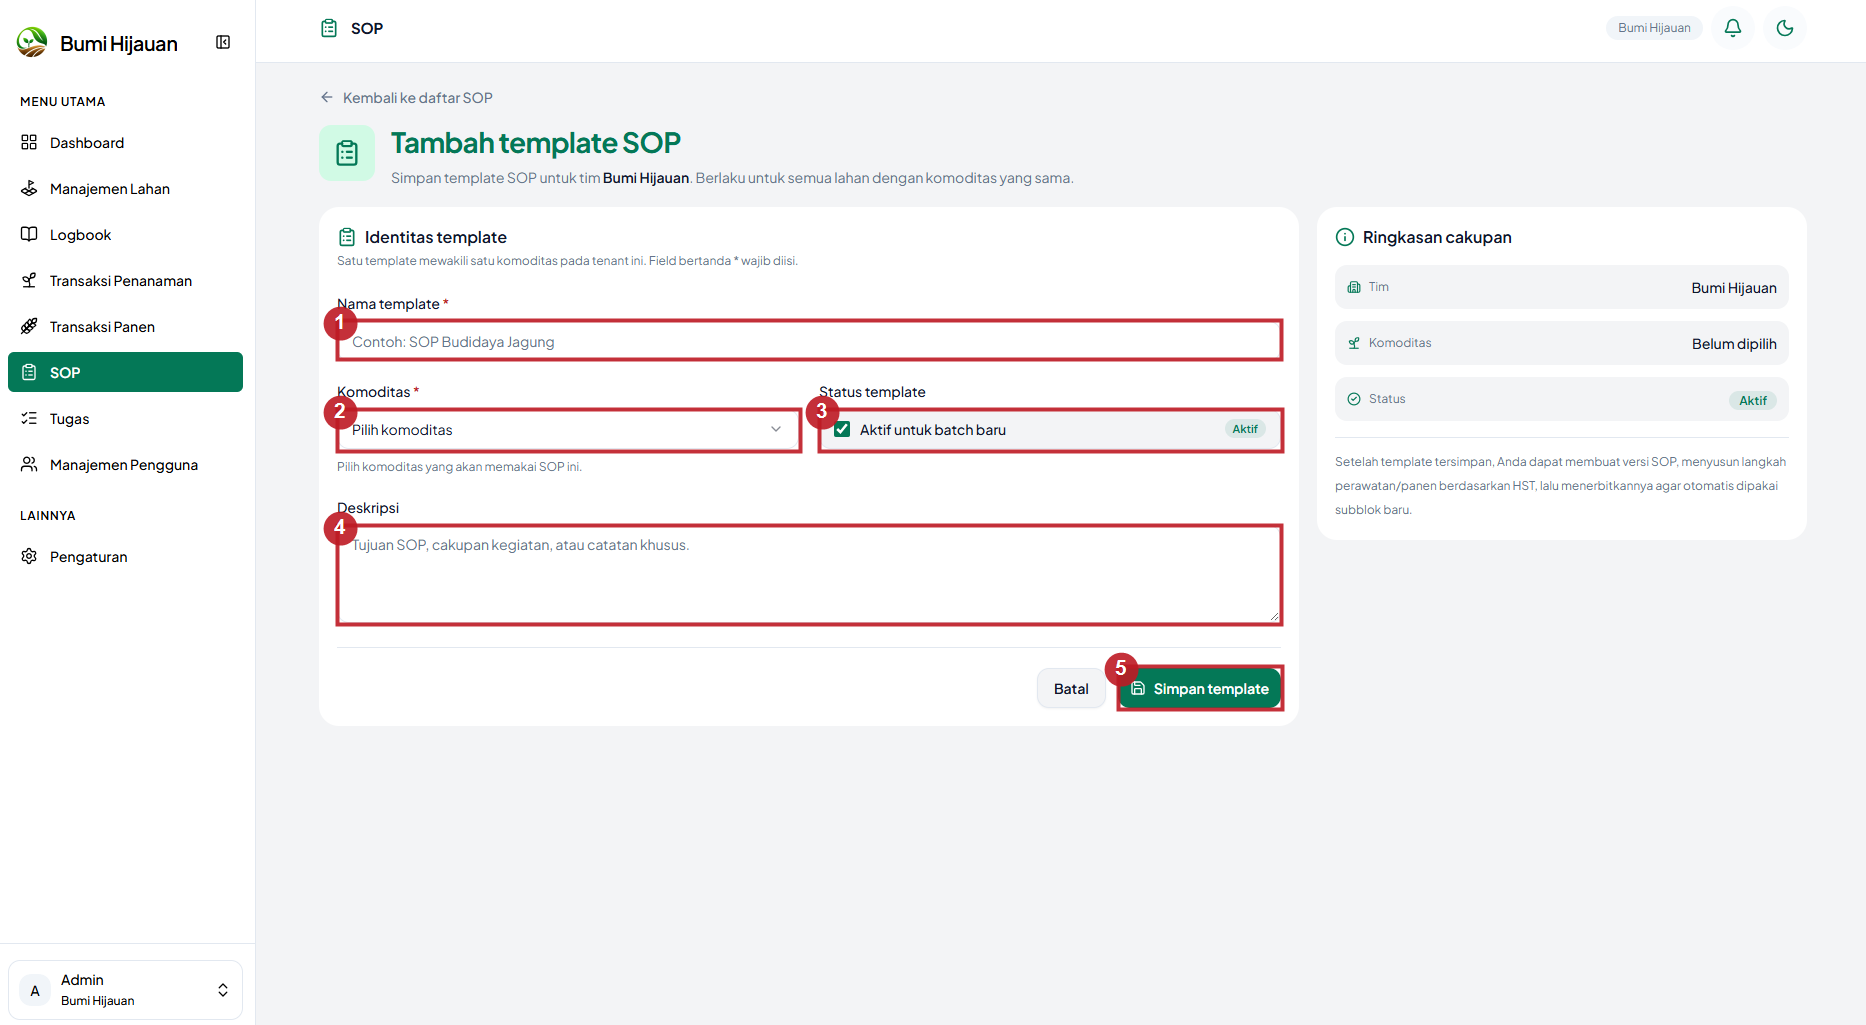 Bumi Hijauan
MENU UTAMA
Dashboard
Manajemen Lahan
Logbook
Transaksi Penanaman
Transaksi Panen
SOP
Tugas
Manajemen Pengguna
LAINNYA
Pengaturan
A
Admin
Bumi Hijauan
SOP
Bumi Hijauan
Kembali ke daftar SOP
Tambah template SOP
Simpan template SOP untuk tim Bumi Hijauan. Berlaku untuk semua lahan dengan komoditas yang sama.
Identitas template
Satu template mewakili satu komoditas pada tenant ini. Field bertanda * wajib diisi.
Nama template *
1
Contoh: SOP Budidaya Jagung
Komoditas *
2
Pilih komoditas
Pilih komoditas yang akan memakai SOP ini.
Status template
3
Aktif untuk batch baru
Aktif
Deskripsi
4
Tujuan SOP, cakupan kegiatan, atau catatan khusus.
Batal
5
Simpan template
Ringkasan cakupan
Tim
Bumi Hijauan
Komoditas
Belum dipilih
Status
Aktif
Setelah template tersimpan, Anda dapat membuat versi SOP, menyusun langkah
perawatan/panen berdasarkan HST, lalu menerbitkannya agar otomatis dipakai
subblok baru.